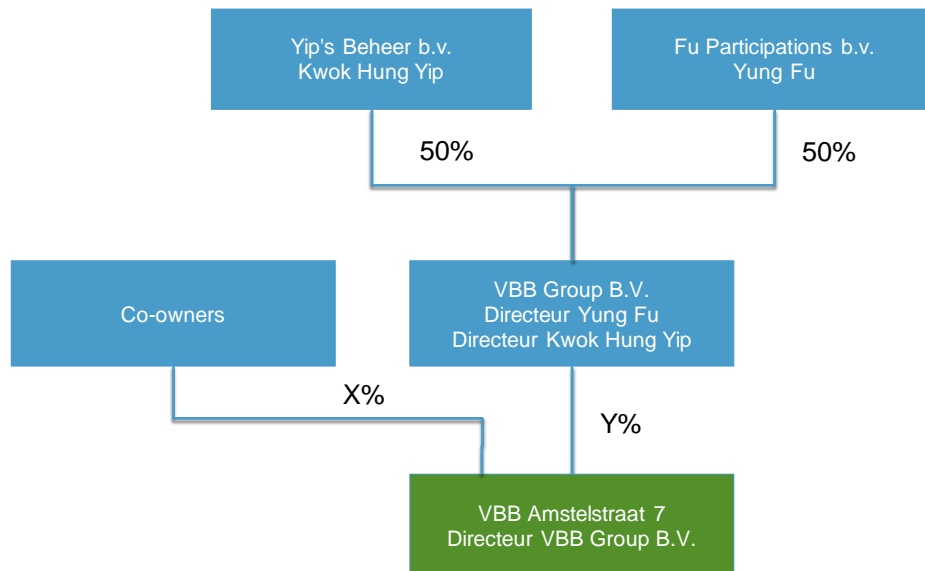 Yip's Beheer b.v.
Kwok Hung Yip
Fu Participations b.v.
Yung Fu
50%
50%
Co-owners
VBB Group B.V.
Directeur Yung Fu
Directeur Kwok Hung Yip
X%
Y%
VBB Amstelstraat 7
Directeur VBB Group B.V.